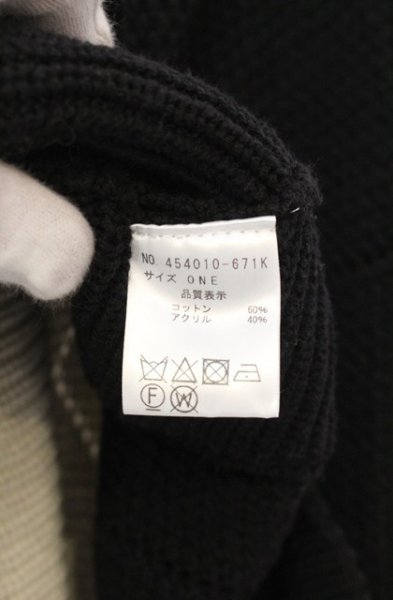 NO. 454010-671K
サイズ ONE
品質表示
コットン 60%
アクリル 40%
F W